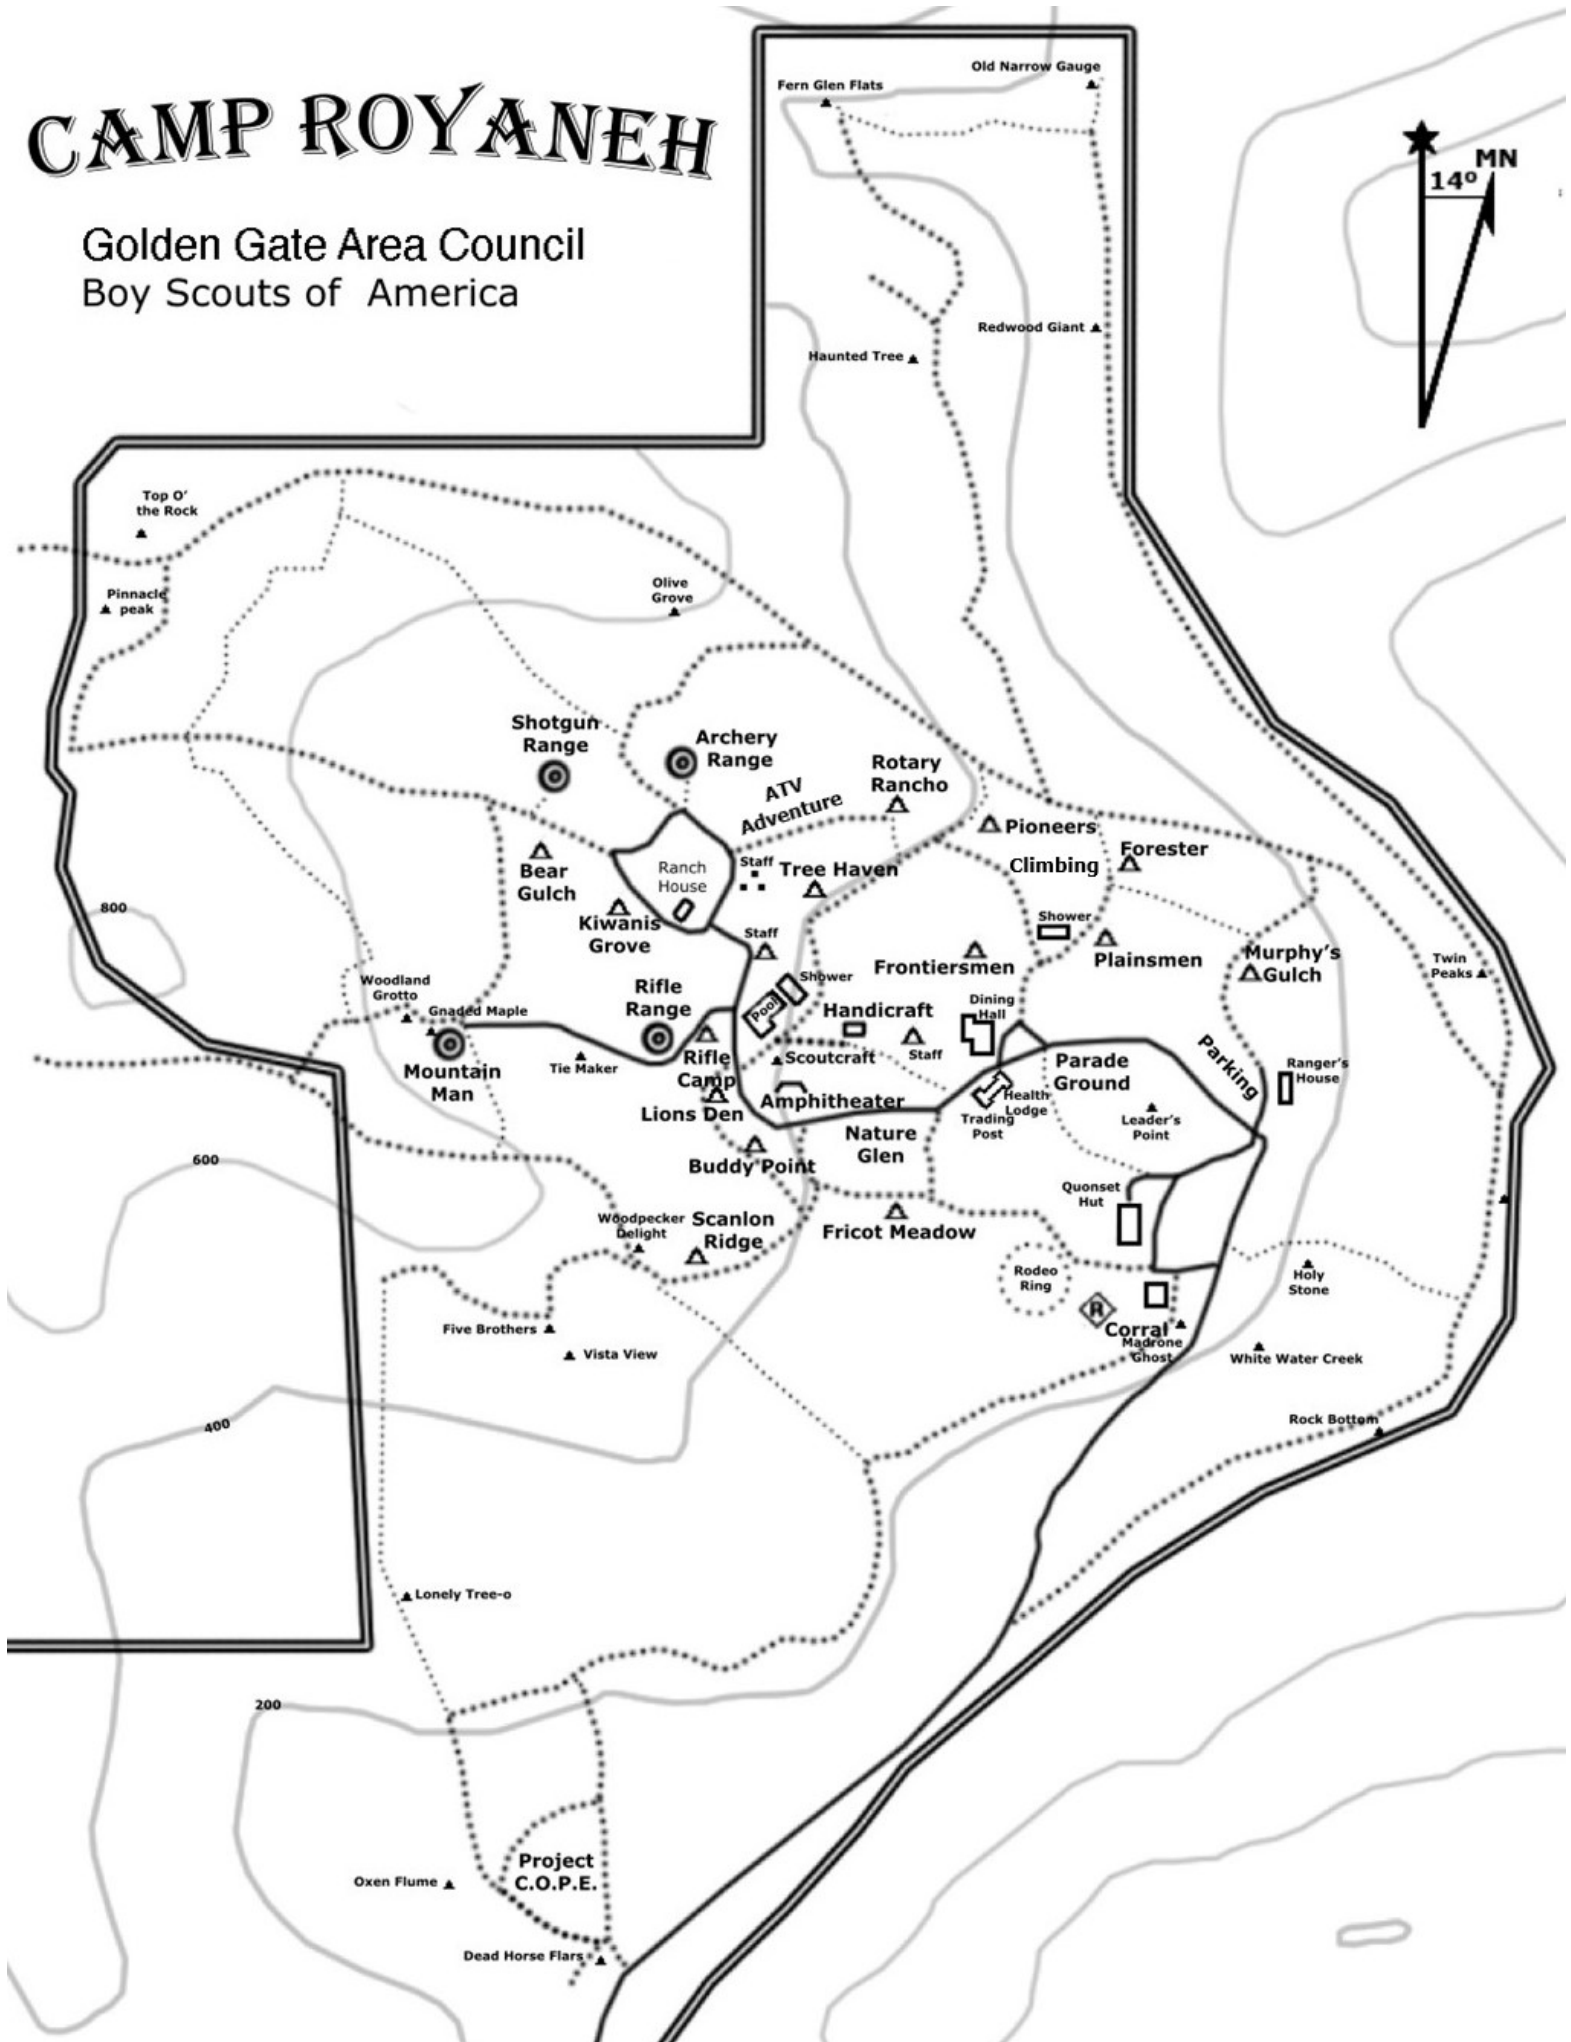 CAMP ROYANEH
Golden Gate Area Council
Boy Scouts of America
Fern Glen Flats
Old Narrow Gauge
MN
14º
Redwood Giant
Haunted Tree
Top O'
the Rock
Pinnacle
peak
Olive
Grove
Shotgun
Range
Archery
Range
Rotary
Rancho
ATV
Adventure
Pioneers
Climbing
Forester
Ranch
House
Staff
Tree Haven
Bear
Gulch
Kiwanis
Grove
800
Staff
Shower
Frontiersmen
Plainsmen
Murphy's
Gulch
Twin
Peaks
Woodland
Grotto
Gnaded Maple
Rifle
Range
Shower
Pool
Handicraft
Dining
Hall
Staff
Scoutcraft
Tie Maker
Mountain
Man
Rifle
Camp
Lions Den
Amphitheater
Parade
Ground
Parking
Ranger's
House
Health
Lodge
Trading
Post
Leader's
Point
Nature
Glen
Buddy Point
600
Quonset
Hut
Woodpecker
Delight
Scanlon
Ridge
Fricot Meadow
Rodeo
Ring
Holy
Stone
R
Corral
Madrone
Ghost
Five Brothers
Vista View
White Water Creek
400
Rock Bottom
Lonely Tree-o
200
Project
C.O.P.E.
Oxen Flume
Dead Horse Flars